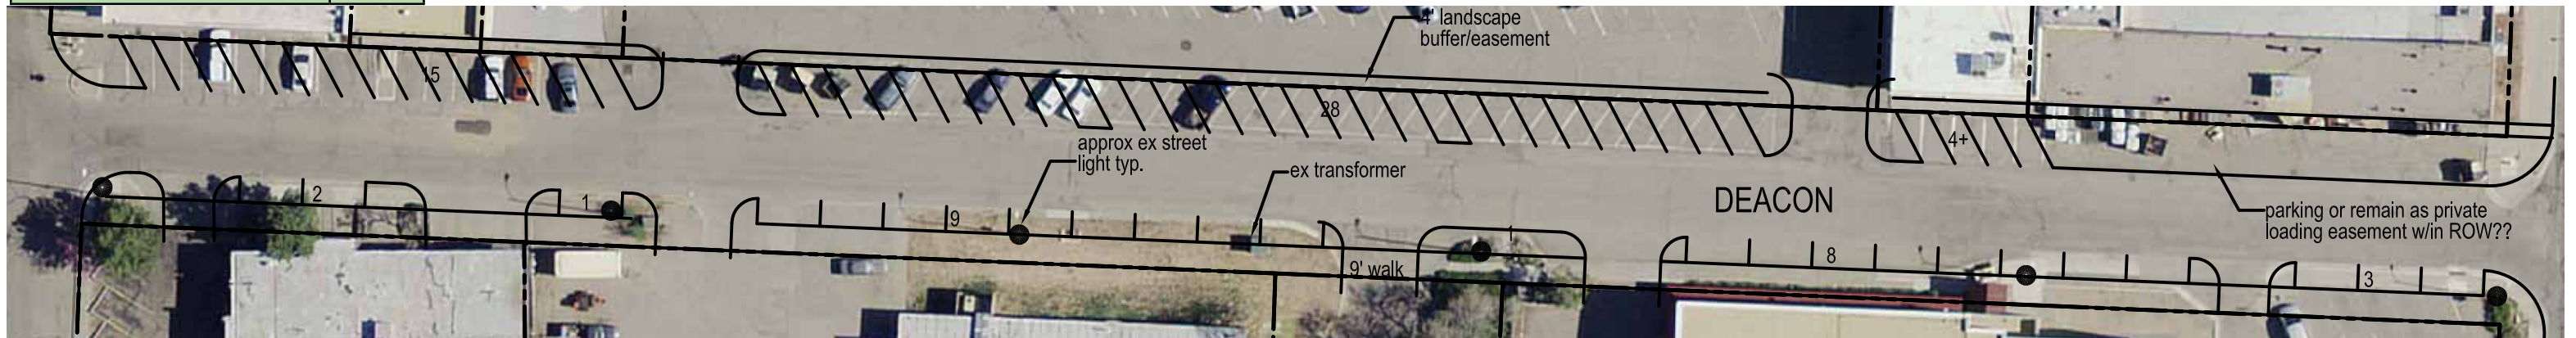 4' landscape
buffer/easement
15
28
4+
approx ex street
light typ.
ex transformer
DEACON
parking or remain as private
loading easement w/in ROW??
2
1
9
9' walk
1
8
3